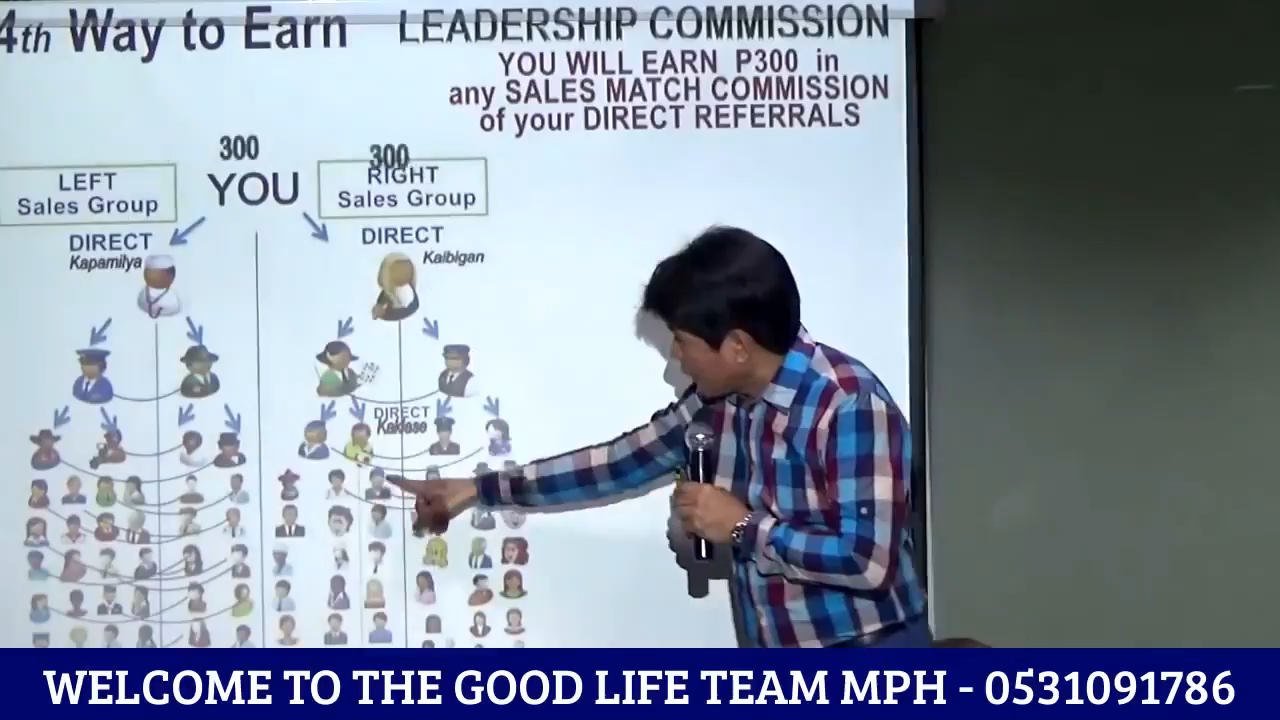 4th Way to Earn
LEADERSHIP COMMISSION
YOU WILL EARN P300 in
any SALES MATCH COMMISSION
of your DIRECT REFERRALS
300
300
LEFT
Sales Group
YOU
RIGHT
Sales Group
DIRECT
Kapamilya
DIRECT
Kaibigan
DIRECT
WELCOME TO THE GOOD LIFE TEAM MPH - 0531091786